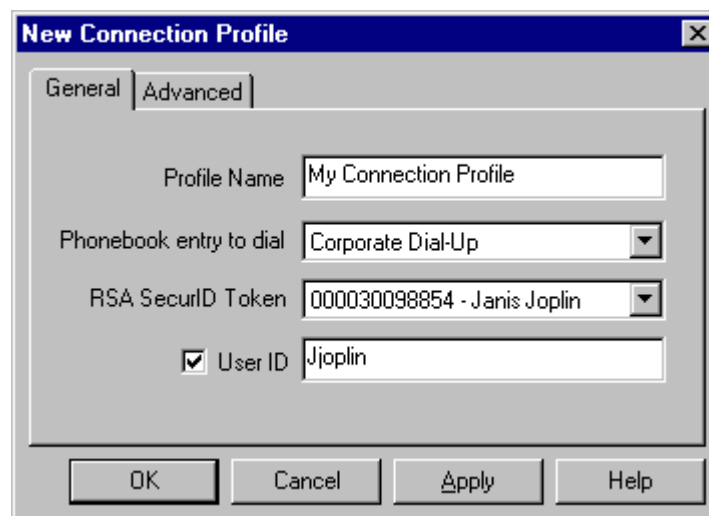 New Connection Profile
General Advanced
Profile Name My Connection Profile
Phonebook entry to dial Corporate Dial-Up
RSA SecurID Token 000030098854 - Janis Joplin
User ID Jjoplin
OK Cancel Apply Help